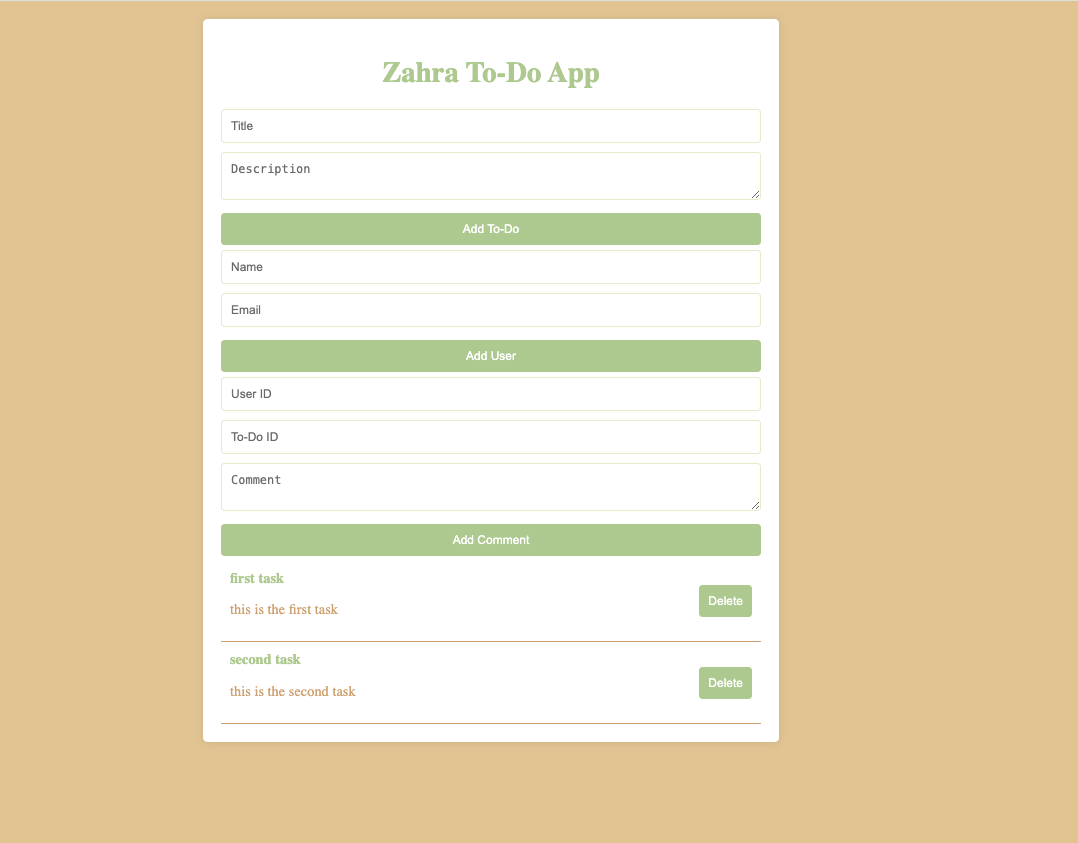 Zahra To-Do App
Title
Description
Add To-Do
Name
Email
Add User
User ID
To-Do ID
Comment
Add Comment
first task
this is the first task
Delete
second task
this is the second task
Delete